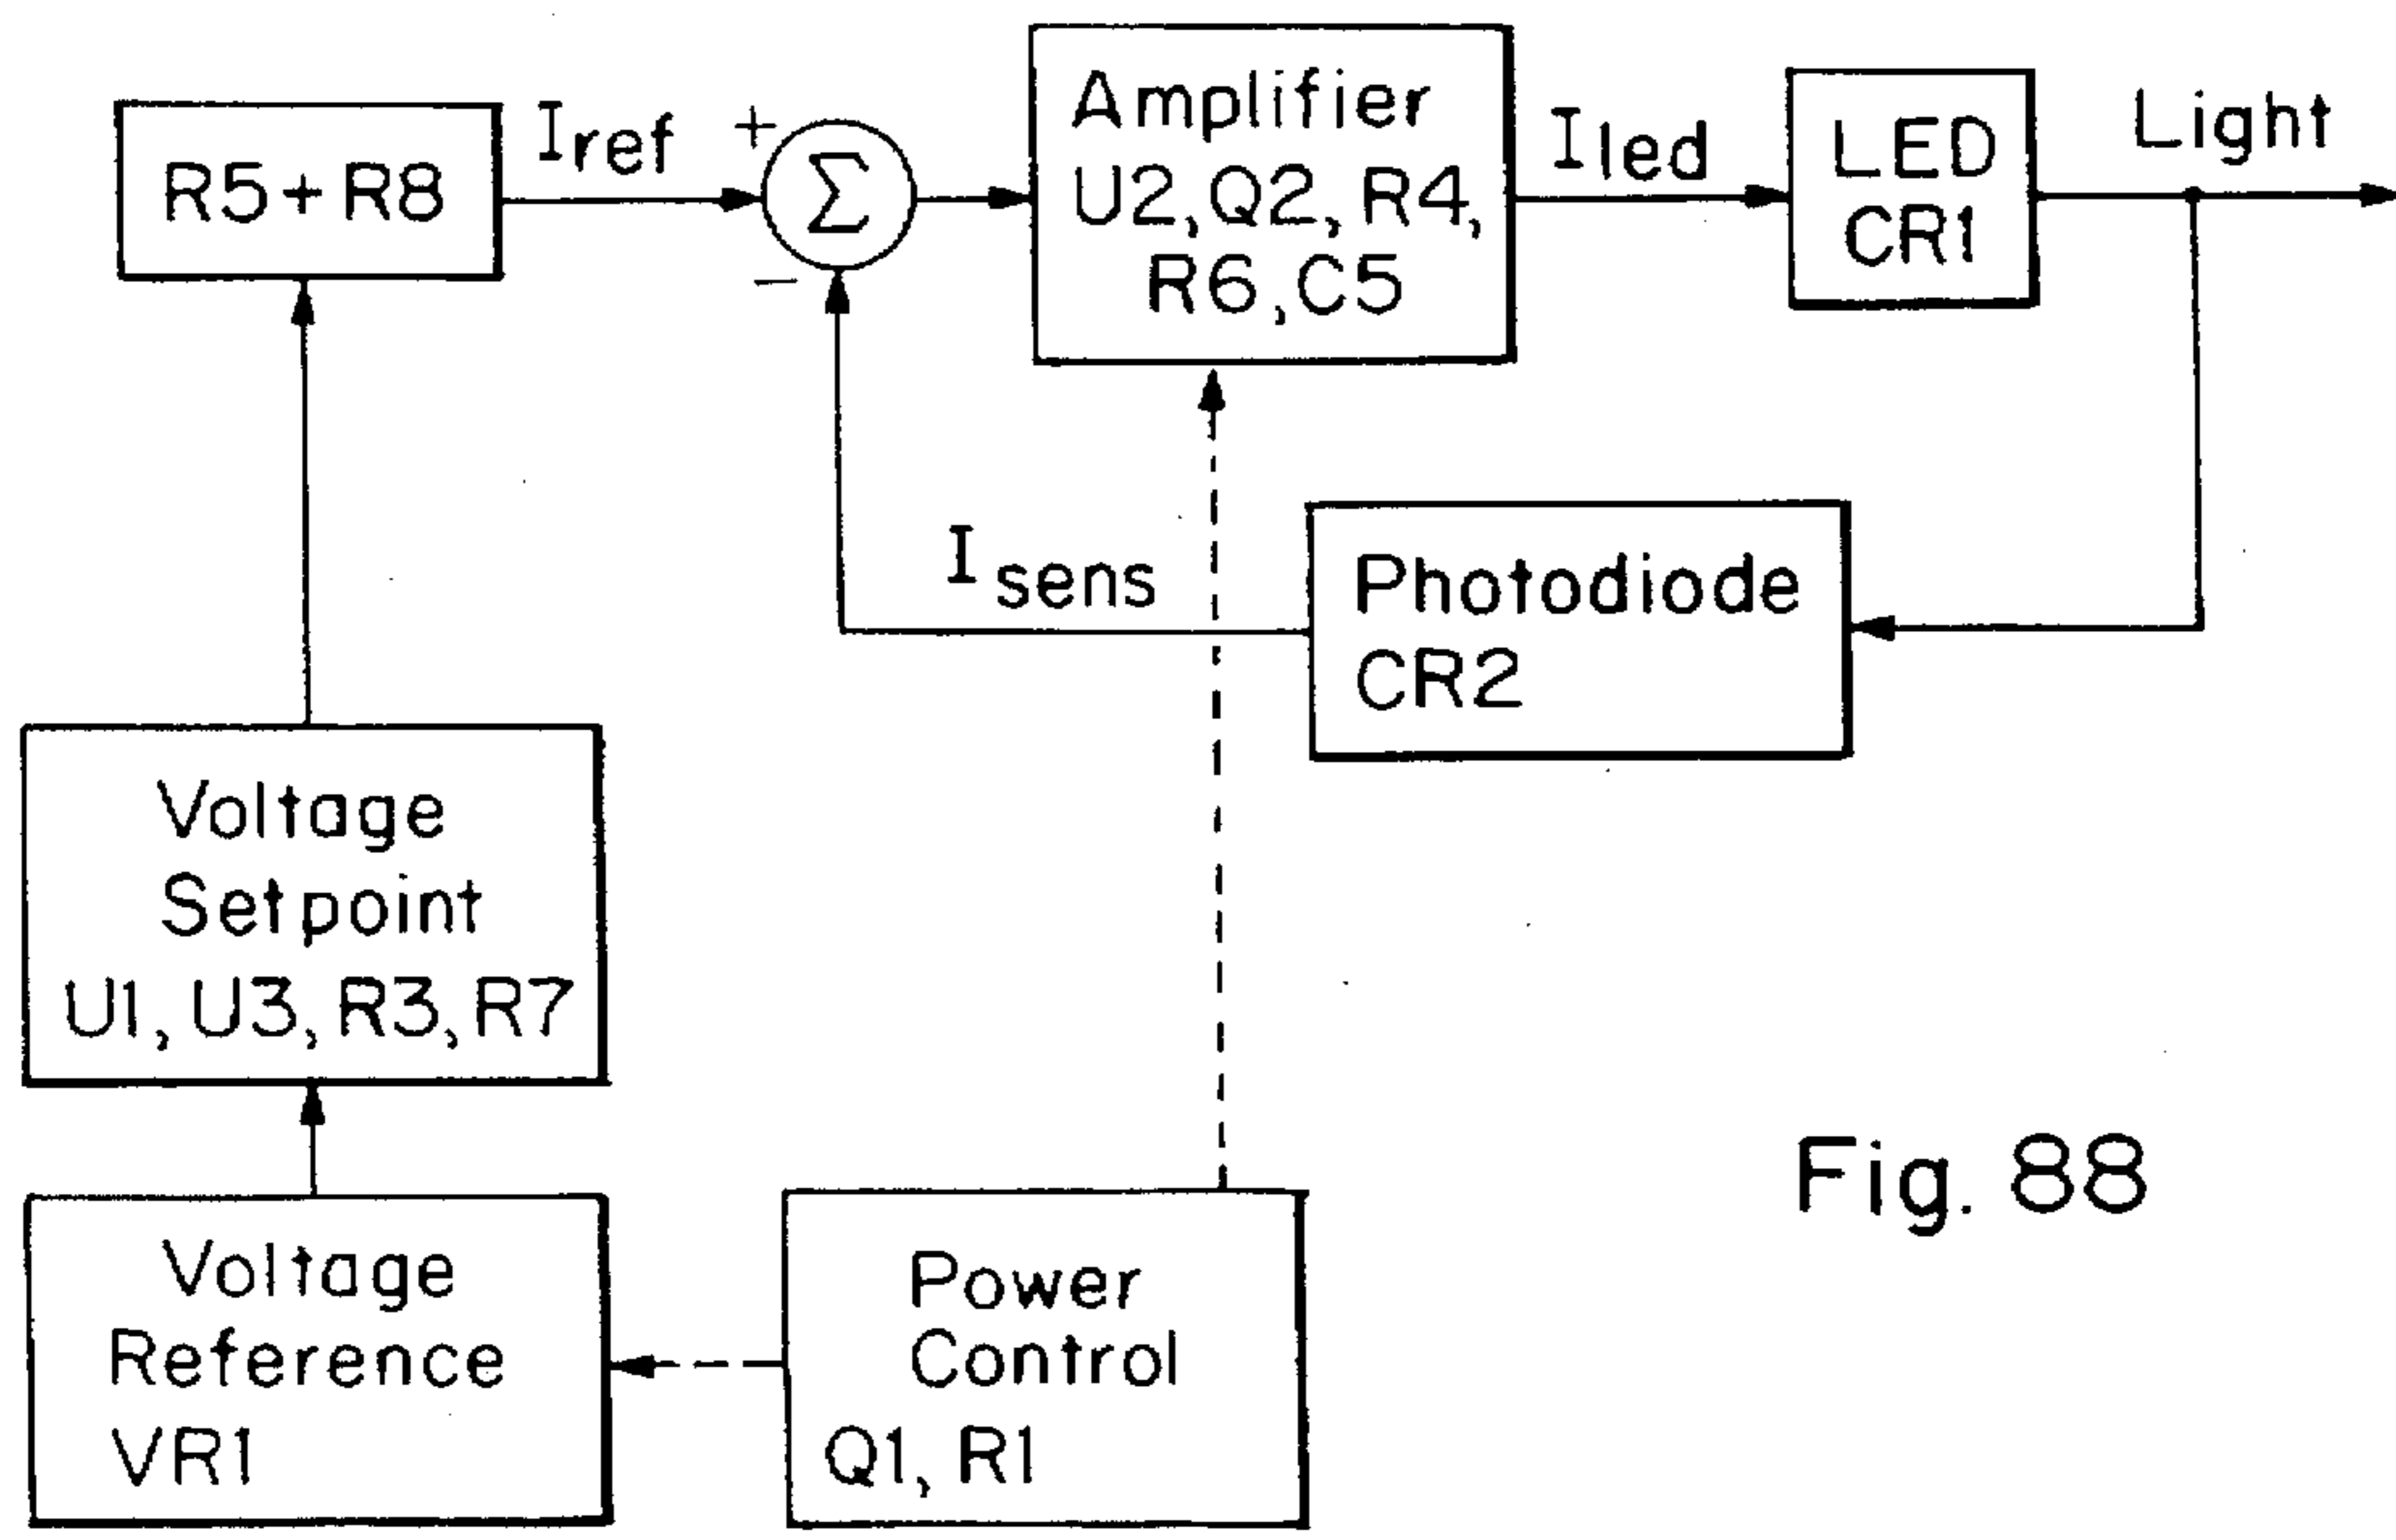 R5+R8
Iref
+
Σ
−
Amplifier
U2,Q2,R4,
R6,C5
Iled
LED
CR1
Light
Isens
Photodiode
CR2
Voltage
Setpoint
U1,U3,R3,R7
Voltage
Reference
VR1
Power
Control
Q1,R1
Fig. 88